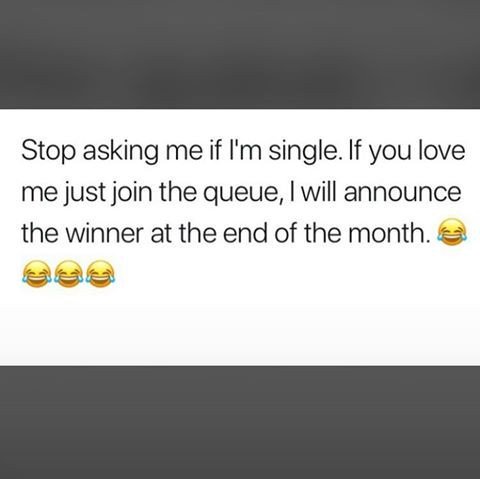 Stop asking me if I'm single. If you love
me just join the queue, I will announce
the winner at the end of the month. 😂
😂😂😂